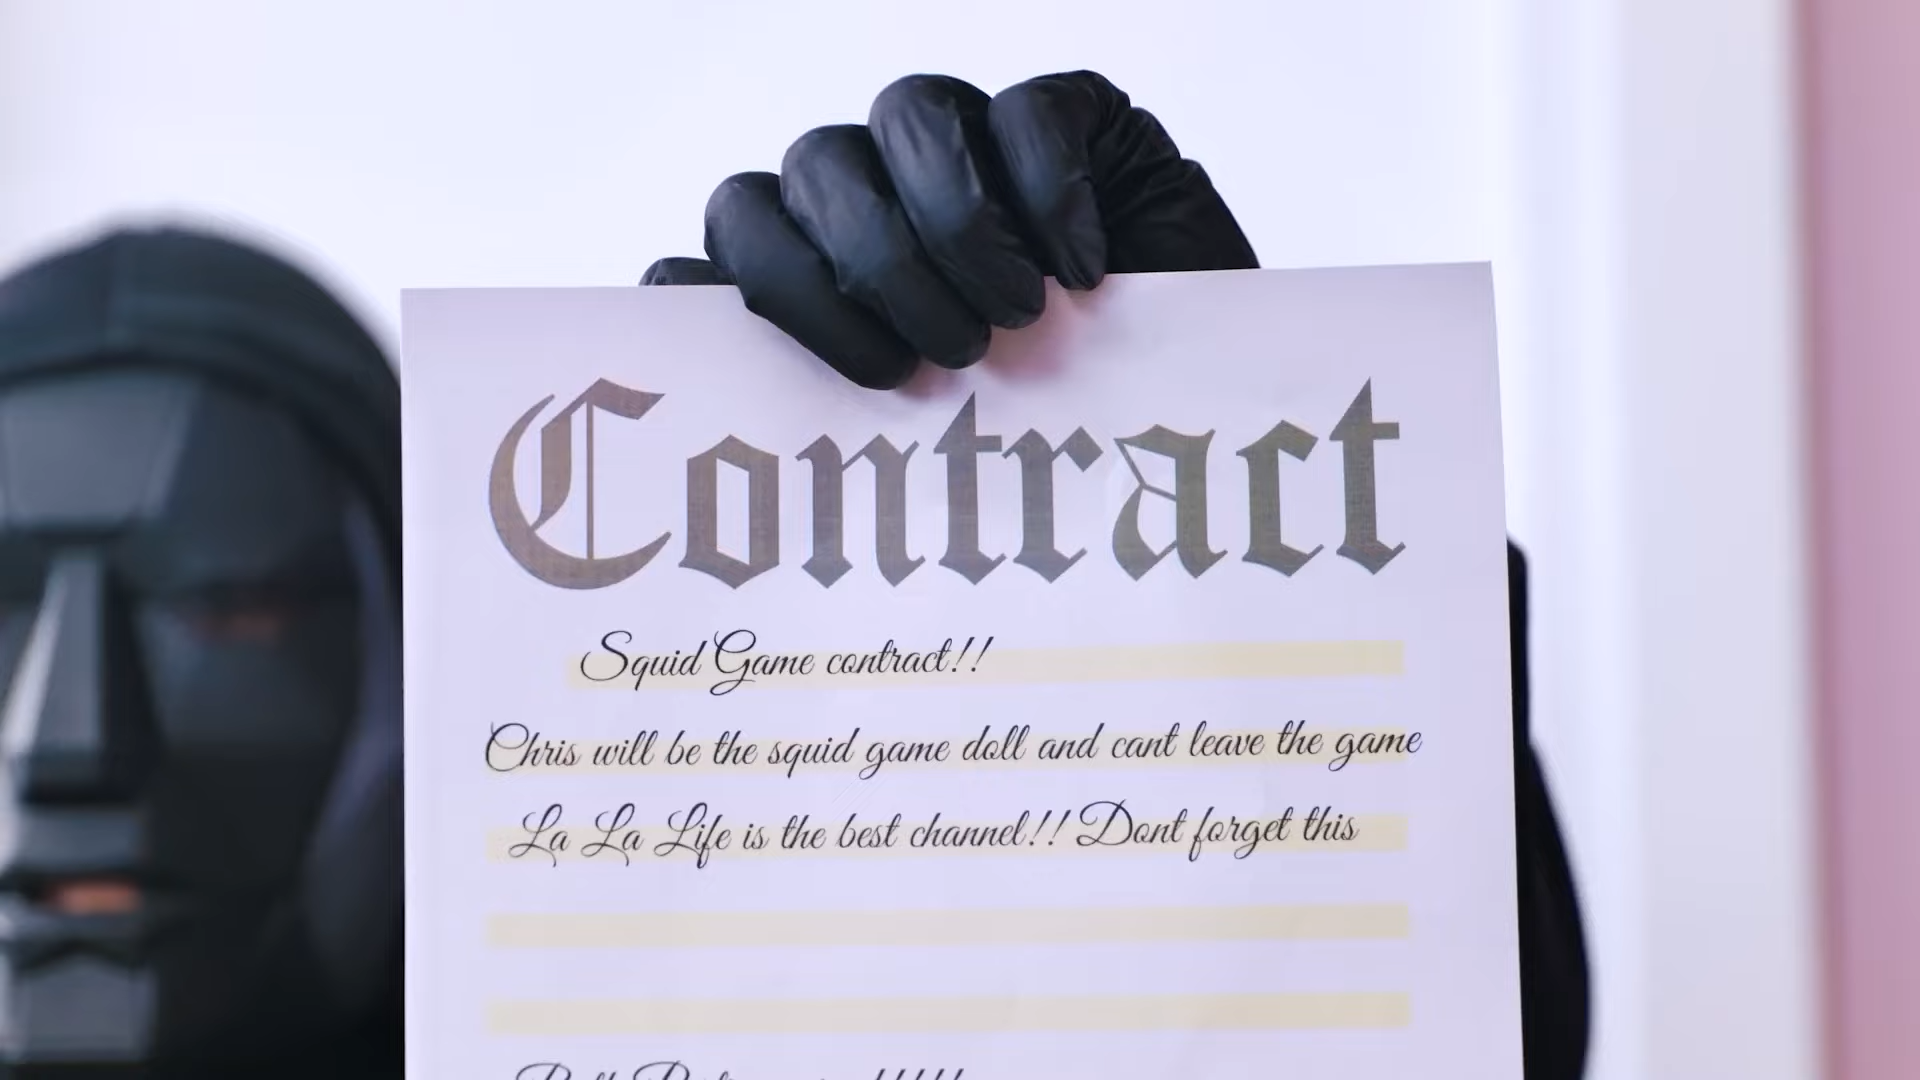 Contract
Squid Game contract!!
Chris will be the squid game doll and cant leave the game
La La Life is the best channel!! Dont forget this